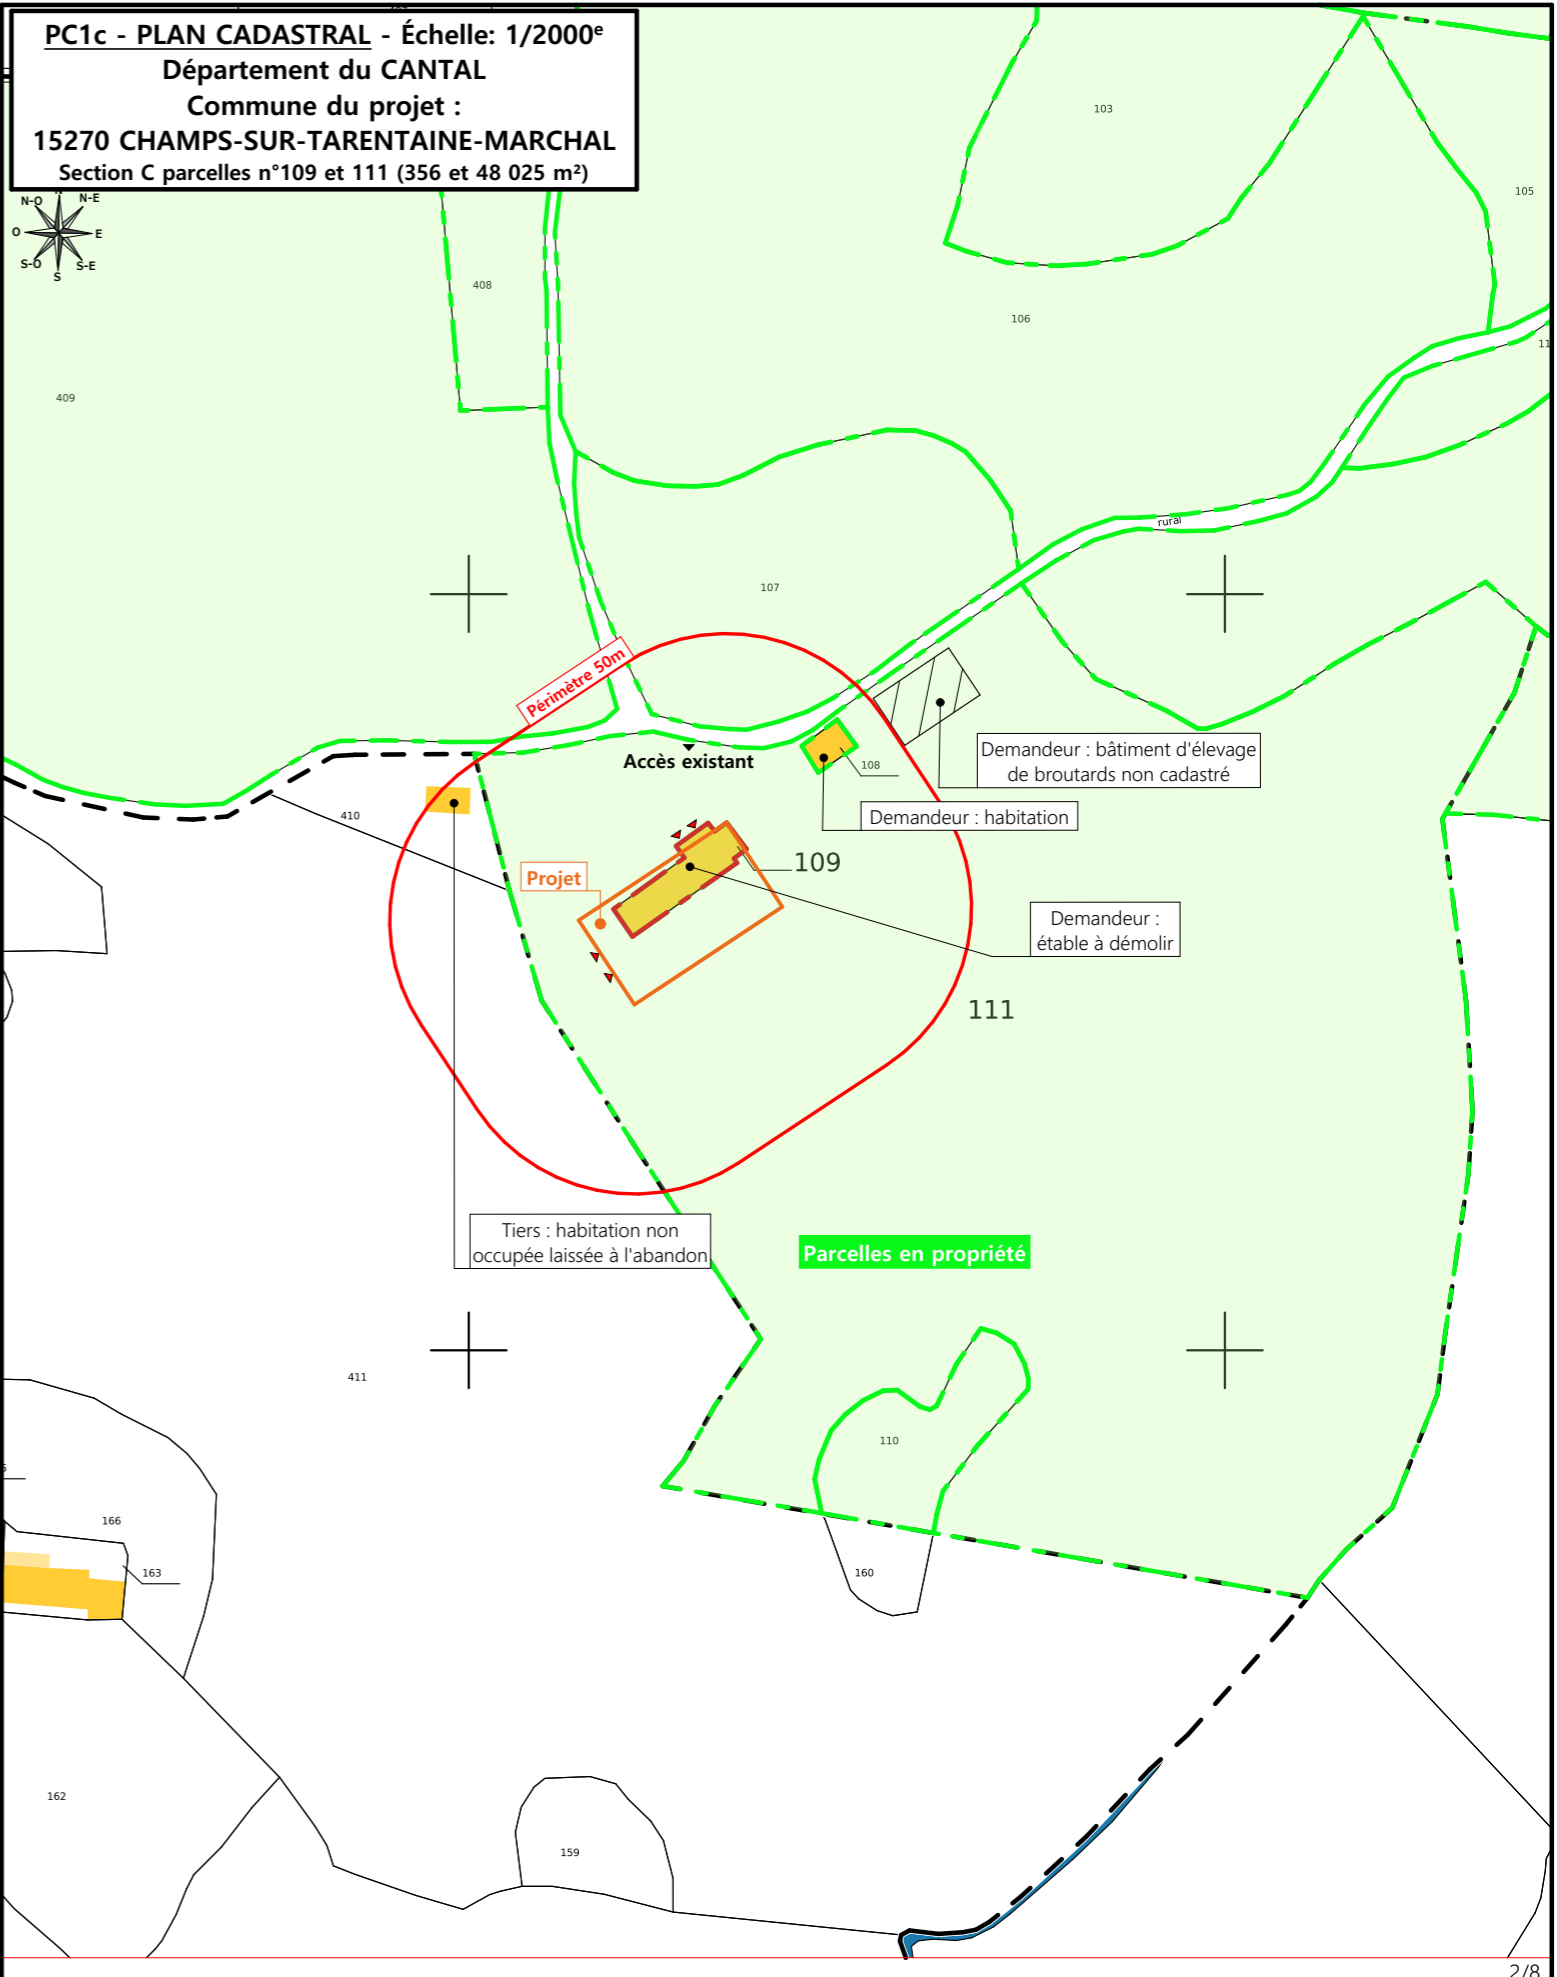 PC1c - PLAN CADASTRAL - Échelle: 1/2000ᵉ
Département du CANTAL
Commune du projet :
15270 CHAMPS-SUR-TARENTAINE-MARCHAL
Section C parcelles n°109 et 111 (356 et 48 025 m²)
N
N-O
N-E
O
E
S-O
S-E
S
103
105
408
106
11
409
rural
107
Périmètre 50m
Accès existant
108
Demandeur : bâtiment d'élevage
de broutards non cadastré
410
Demandeur : habitation
109
Projet
Demandeur :
étable à démolir
111
Tiers : habitation non
occupée laissée à l'abandon
Parcelles en propriété
411
110
166
163
160
162
159
2/8